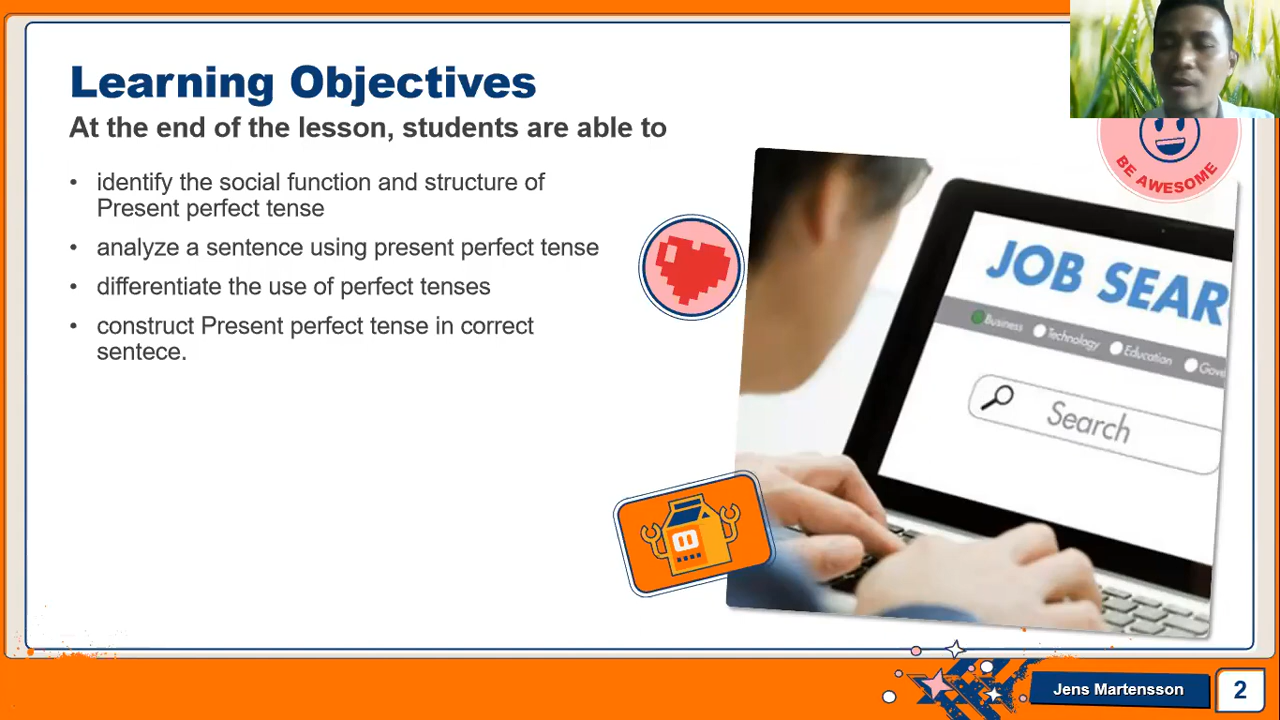 Learning Objectives
At the end of the lesson, students are able to
• identify the social function and structure of
Present perfect tense
• analyze a sentence using present perfect tense
• differentiate the use of perfect tenses
• construct Present perfect tense in correct
sentece.
BE AWESOME
JOB SEAR
Business
Technology
Education
Gove
Search
Jens Martensson
2